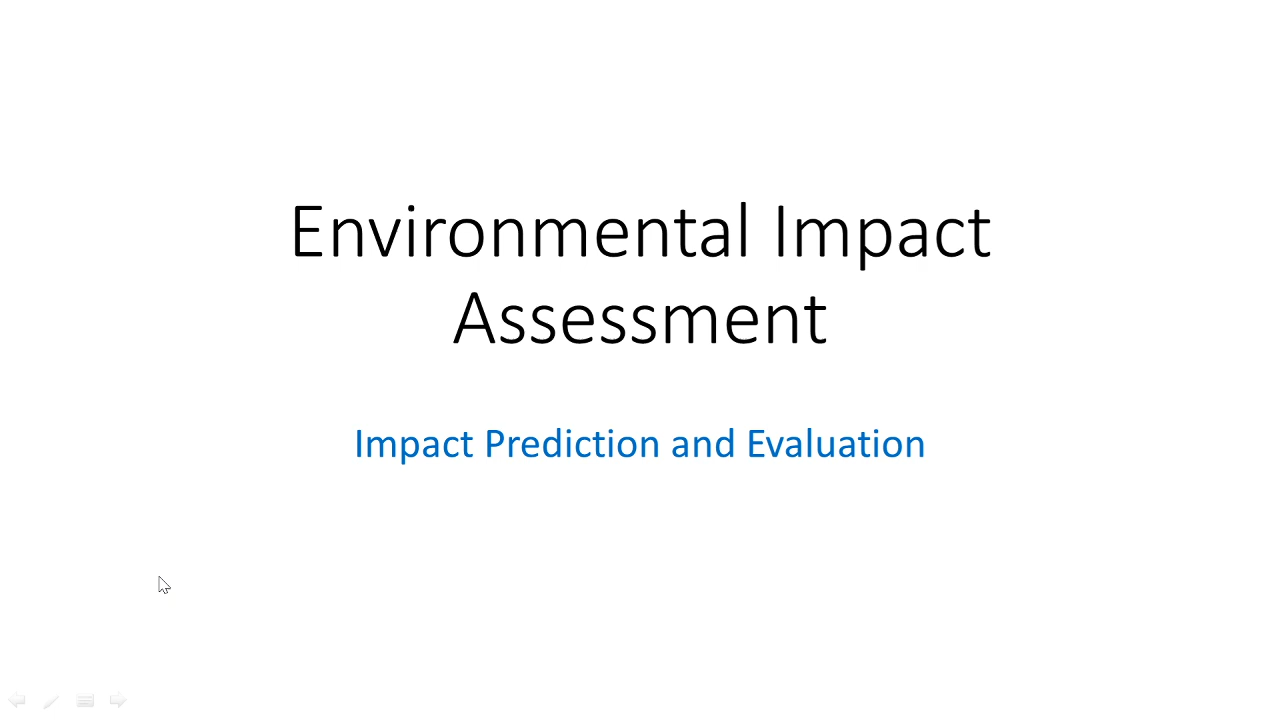 Environmental Impact
Assessment
Impact Prediction and Evaluation